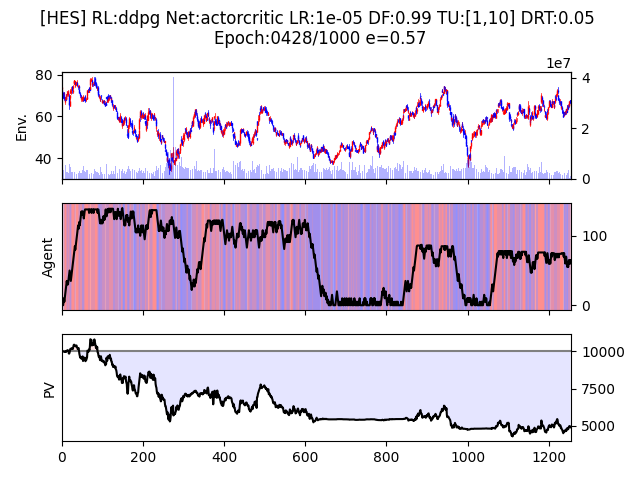 [HES] RL:ddpg Net:actorcritic LR:1e-05 DF:0.99 TU:[1,10] DRT:0.05
Epoch:0428/1000 e=0.57
1e7
80
60
40
Env.
4
2
0
Agent
100
0
PV
10000
7500
5000
0 200 400 600 800 1000 1200